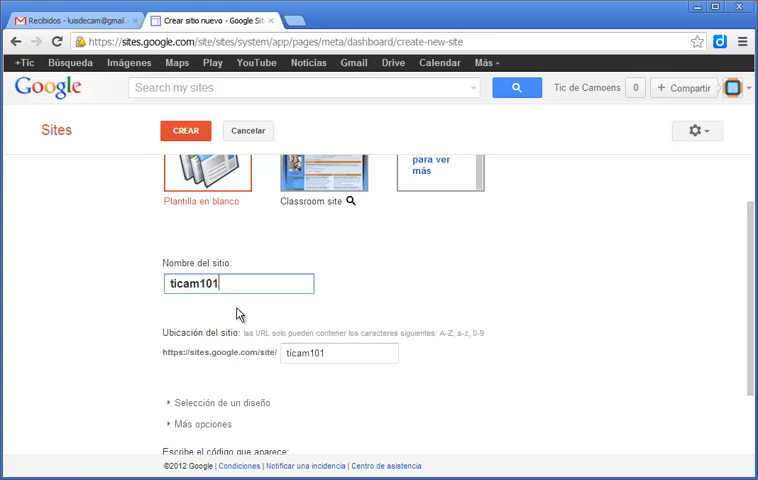 Recibidos - luisdecam@gmail.
Crear sitio nuevo - Google Si
https://sites.google.com/site/sites/system/app/pages/meta/dashboard/create-new-site
+Tic Búsqueda Imágenes Maps Play YouTube Noticias Gmail Drive Calendar Más
Google
Search my sites
Tic de Camoens
0
+ Compartir
Sites
CREAR
Cancelar
para ver
más
Plantilla en blanco
Classroom site
Nombre del sitio:
ticam101
Ubicación del sitio: las URL solo pueden contener los caracteres siguientes: A-Z, a-z, 0-9
https://sites.google.com/site/ ticam101
Selección de un diseño
Más opciones
Escribe el código que aparece:
©2012 Google | Condiciones | Notificar una incidencia | Centro de asistencia